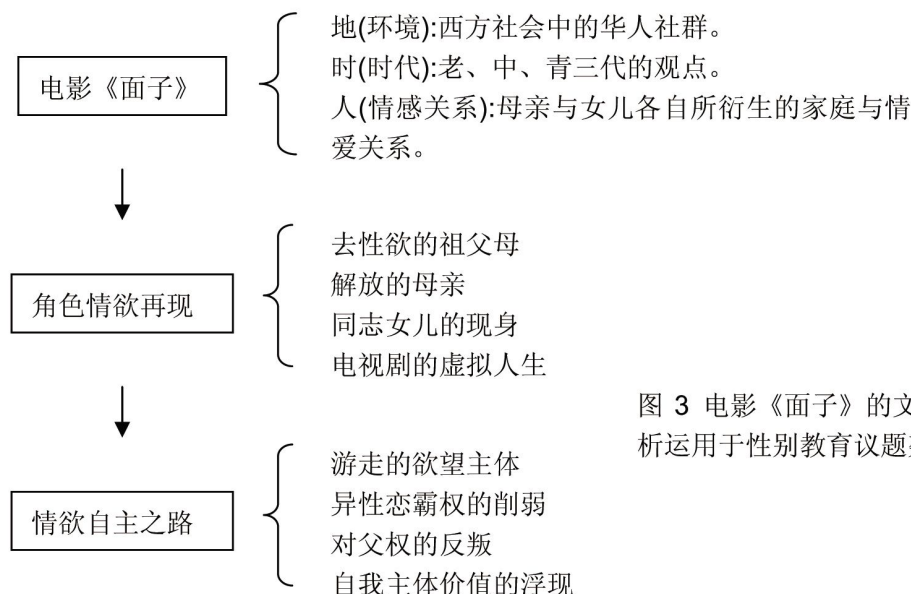 电影《面子》
地(环境):西方社会中的华人社群。
时(时代):老、中、青三代的观点。
人(情感关系):母亲与女儿各自所衍生的家庭与情
爱关系。
角色情欲再现
去性欲的祖父母
解放的母亲
同志女儿的现身
电视剧的虚拟人生
图 3 电影《面子》的文
析运用于性别教育议题
情欲自主之路
游走的欲望主体
异性恋霸权的削弱
对父权的反叛
自我主体价值的浮现